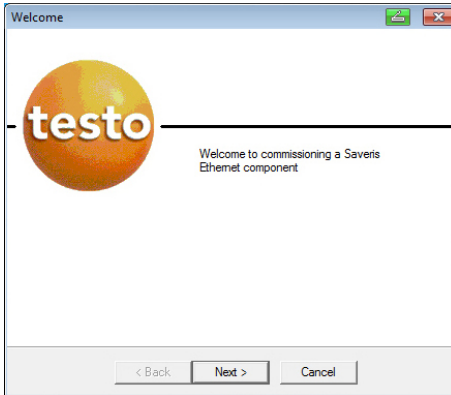 Welcome
testo
Welcome to commissioning a Saveris
Ethernet component
< Back
Next >
Cancel